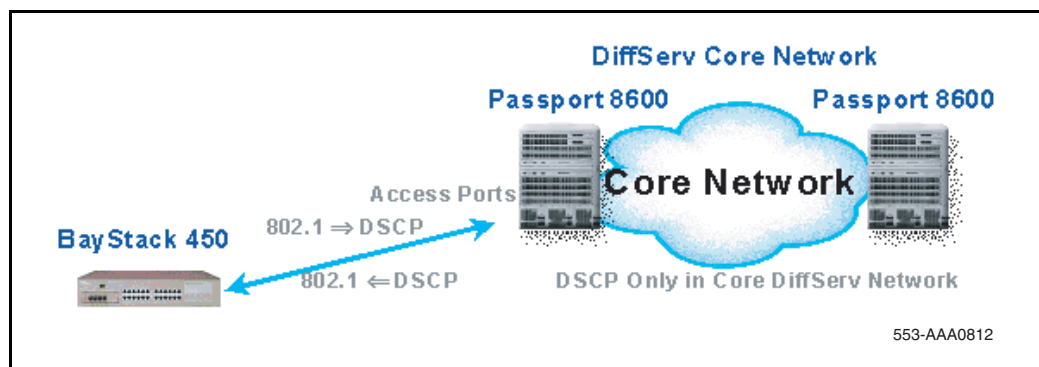 DiffServ Core Network
Passport 8600
Passport 8600
Core Network
Access Ports
802.1 ⇒ DSCP
BayStack 450
802.1 ⇐ DSCP
DSCP Only in Core DiffServ Network
553-AAA0812